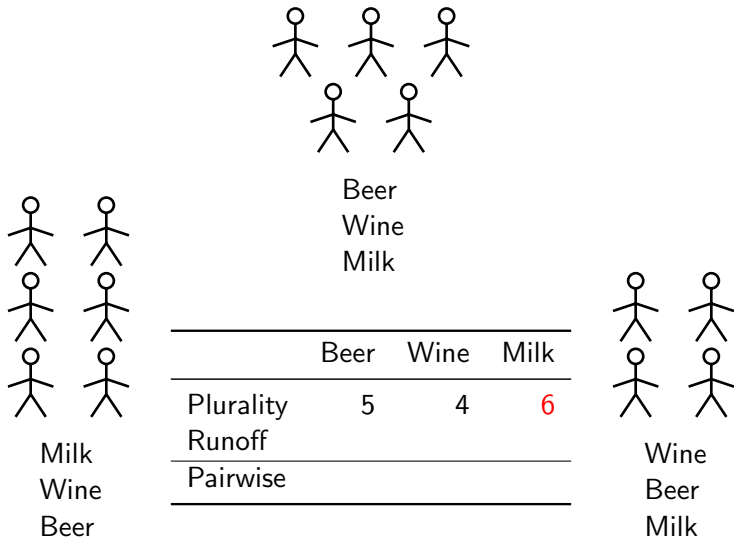 Beer
Wine
Milk
Milk
Wine
Beer
Beer Wine Milk
Plurality 5 4 6
Runoff
Pairwise
Wine
Beer
Milk